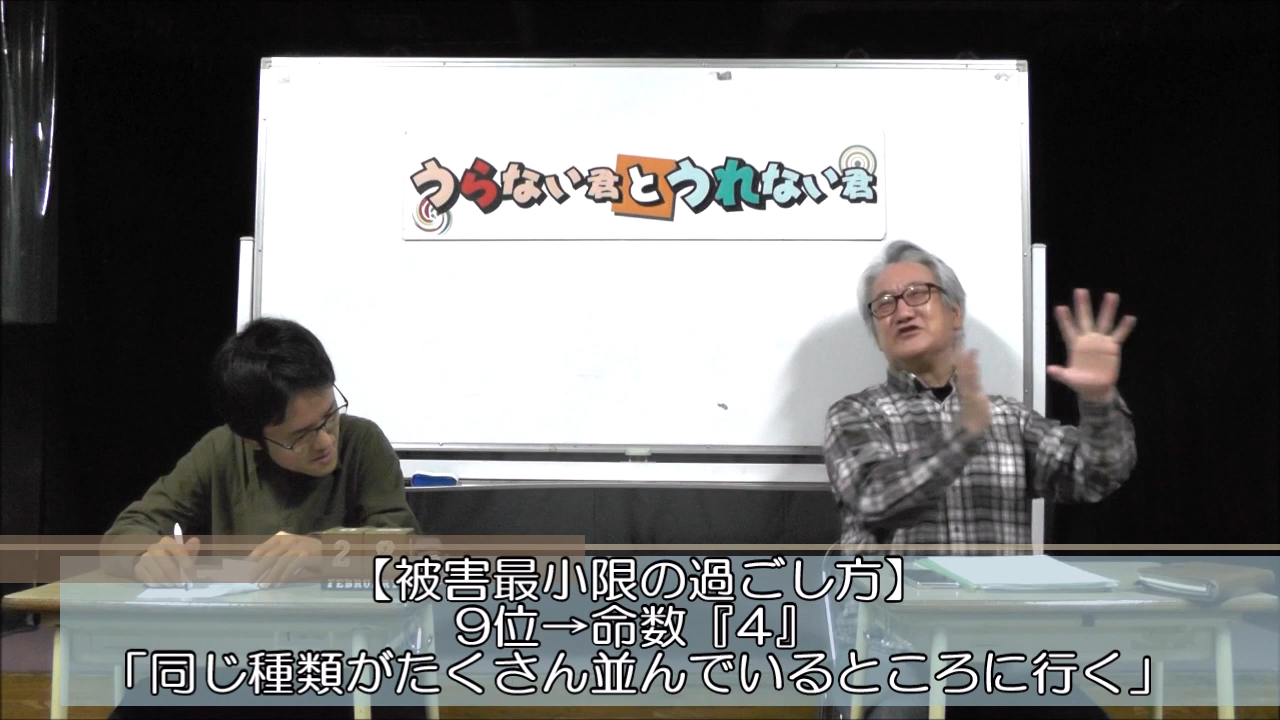 うらない君とうれない君
2
FEBRUARY
【被害最小限の過ごし方】
9位→命数『4』
「同じ種類がたくさん並んでいるところに行く」